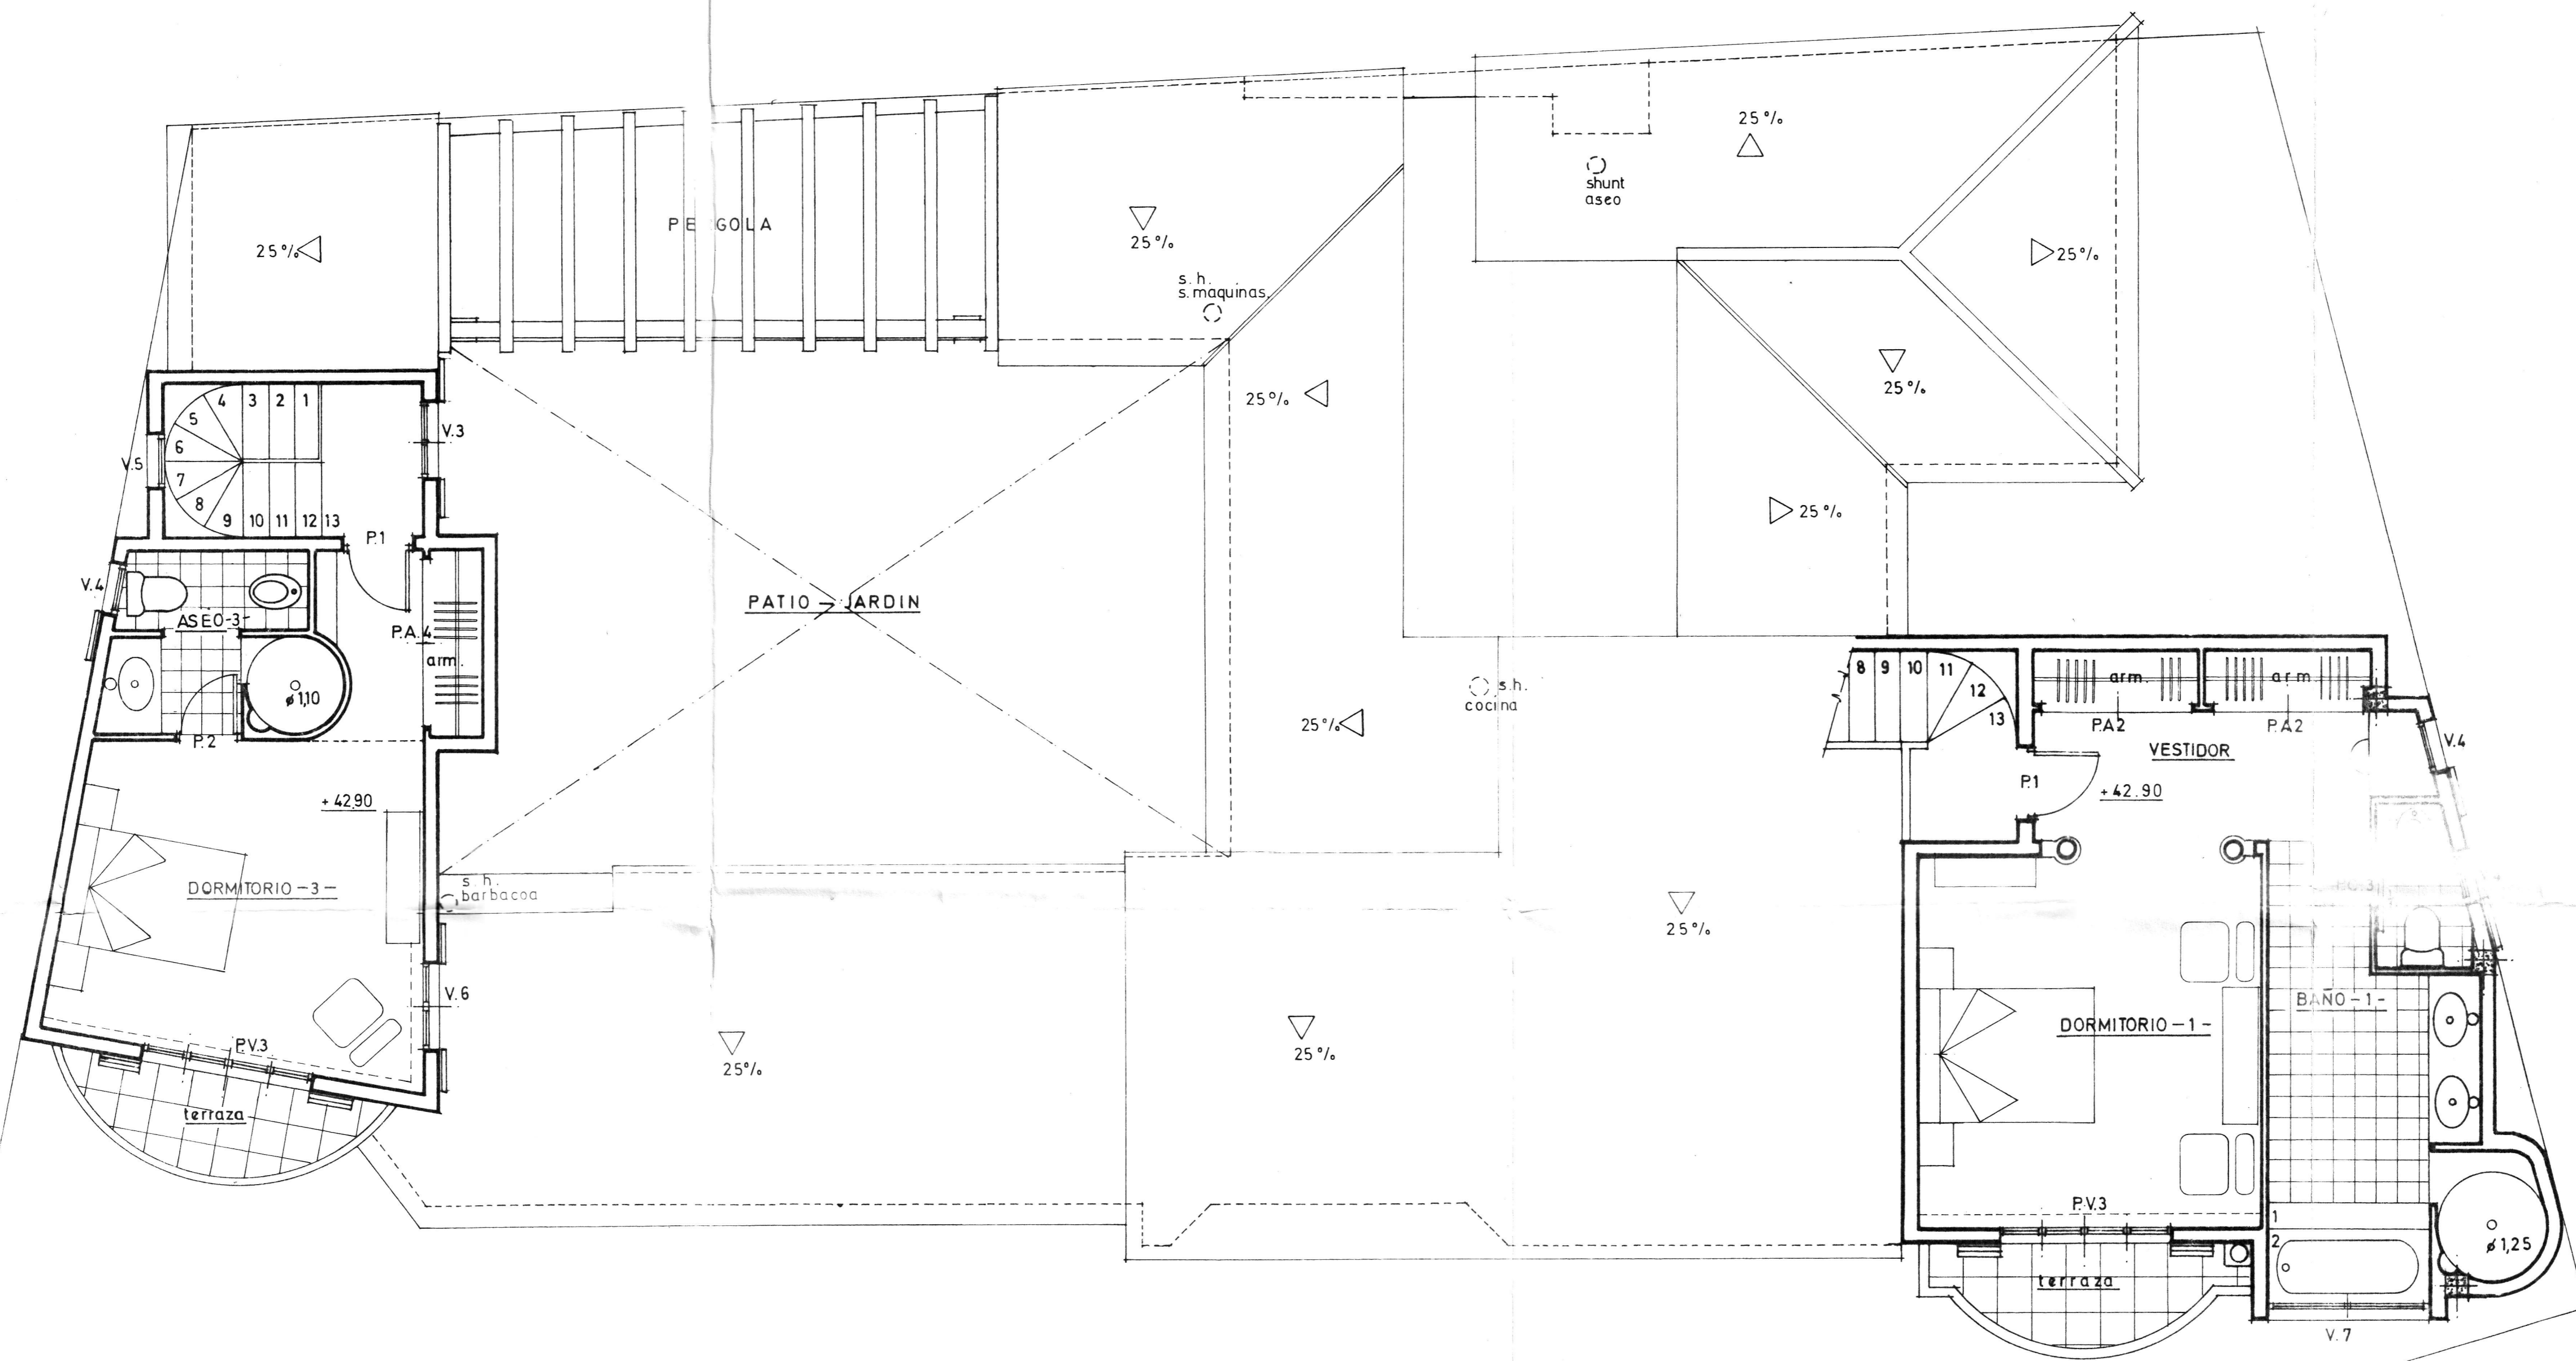 25%
PERGOLA
25%
s. h.
s. maquinas.
shunt
aseo
25%
25%
25%
25%
25%
25%
s.h.
cocina
25%
25%
25%
PATIO - JARDIN
s. h.
barbacoa
25%
1
2
3
4
5
6
7
8
9
10
11
12
13
V.3
V.5
P.1
V.4
ASEO-3-
P.A.4
arm.
ø 1,10
P.2
+ 42,90
DORMITORIO - 3 -
V.6
P.V.3
terraza
8
9
10
11
12
13
arm.
arm
P.A2
P.A2
VESTIDOR
V.4
P.1
+ 42.90
DORMITORIO - 1 -
BAÑO - 1 -
P.V.3
1
2
ø 1,25
terraza
V. 7